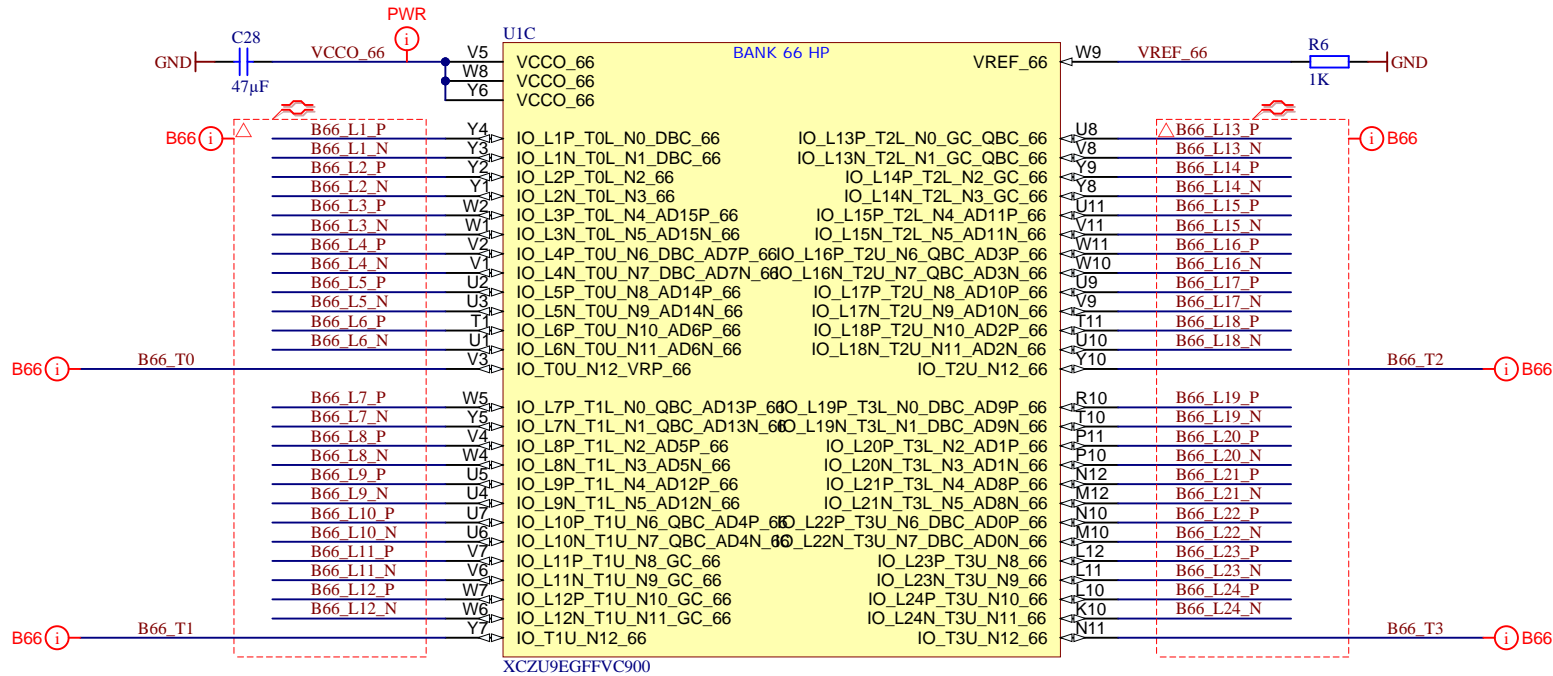 PWR
i
U1C
C28
GND
47µF
VCCO_66
V5
W8
Y6
VCCO_66
VCCO_66
VCCO_66
BANK 66 HP
VREF_66
W9
VREF_66
R6
1K
GND
B66 i
i B66
B66_L1_P Y4 IO_L1P_T0L_N0_DBC_66 IO_L13P_T2L_N0_GC_QBC_66 U8 B66_L13_P
B66_L1_N Y3 IO_L1N_T0L_N1_DBC_66 IO_L13N_T2L_N1_GC_QBC_66 V8 B66_L13_N
B66_L2_P Y2 IO_L2P_T0L_N2_66 IO_L14P_T2L_N2_GC_66 Y9 B66_L14_P
B66_L2_N Y1 IO_L2N_T0L_N3_66 IO_L14N_T2L_N3_GC_66 Y8 B66_L14_N
B66_L3_P W2 IO_L3P_T0L_N4_AD15P_66 IO_L15P_T2L_N4_AD11P_66 U11 B66_L15_P
B66_L3_N W1 IO_L3N_T0L_N5_AD15N_66 IO_L15N_T2L_N5_AD11N_66 V11 B66_L15_N
B66_L4_P V2 IO_L4P_T0U_N6_DBC_AD7P_66 IO_L16P_T2U_N6_QBC_AD3P_66 W11 B66_L16_P
B66_L4_N V1 IO_L4N_T0U_N7_DBC_AD7N_66 IO_L16N_T2U_N7_QBC_AD3N_66 W10 B66_L16_N
B66_L5_P U2 IO_L5P_T0U_N8_AD14P_66 IO_L17P_T2U_N8_AD10P_66 U9 B66_L17_P
B66_L5_N U3 IO_L5N_T0U_N9_AD14N_66 IO_L17N_T2U_N9_AD10N_66 V9 B66_L17_N
B66_L6_P T1 IO_L6P_T0U_N10_AD6P_66 IO_L18P_T2U_N10_AD2P_66 T11 B66_L18_P
B66_L6_N U1 IO_L6N_T0U_N11_AD6N_66 IO_L18N_T2U_N11_AD2N_66 U10 B66_L18_N
B66 i B66_T0 V3 IO_T0U_N12_VRP_66 IO_T2U_N12_66 Y10 B66_T2 i B66
B66_L7_P W5 IO_L7P_T1L_N0_QBC_AD13P_66 IO_L19P_T3L_N0_DBC_AD9P_66 R10 B66_L19_P
B66_L7_N Y5 IO_L7N_T1L_N1_QBC_AD13N_66 IO_L19N_T3L_N1_DBC_AD9N_66 T10 B66_L19_N
B66_L8_P V4 IO_L8P_T1L_N2_AD5P_66 IO_L20P_T3L_N2_AD1P_66 P11 B66_L20_P
B66_L8_N W4 IO_L8N_T1L_N3_AD5N_66 IO_L20N_T3L_N3_AD1N_66 P10 B66_L20_N
B66_L9_P U5 IO_L9P_T1L_N4_AD12P_66 IO_L21P_T3L_N4_AD8P_66 N12 B66_L21_P
B66_L9_N U4 IO_L9N_T1L_N5_AD12N_66 IO_L21N_T3L_N5_AD8N_66 M12 B66_L21_N
B66_L10_P U7 IO_L10P_T1U_N6_QBC_AD4P_66 IO_L22P_T3U_N6_DBC_AD0P_66 N10 B66_L22_P
B66_L10_N U6 IO_L10N_T1U_N7_QBC_AD4N_66 IO_L22N_T3U_N7_DBC_AD0N_66 M10 B66_L22_N
B66_L11_P V7 IO_L11P_T1U_N8_GC_66 IO_L23P_T3U_N8_66 L12 B66_L23_P
B66_L11_N V6 IO_L11N_T1U_N9_GC_66 IO_L23N_T3U_N9_66 L11 B66_L23_N
B66_L12_P W7 IO_L12P_T1U_N10_GC_66 IO_L24P_T3U_N10_66 L10 B66_L24_P
B66_L12_N W6 IO_L12N_T1U_N11_GC_66 IO_L24N_T3U_N11_66 K10 B66_L24_N
B66 i B66_T1 Y7 IO_T1U_N12_66 IO_T3U_N12_66 N11 B66_T3 i B66
XCZU9EGFFVC900